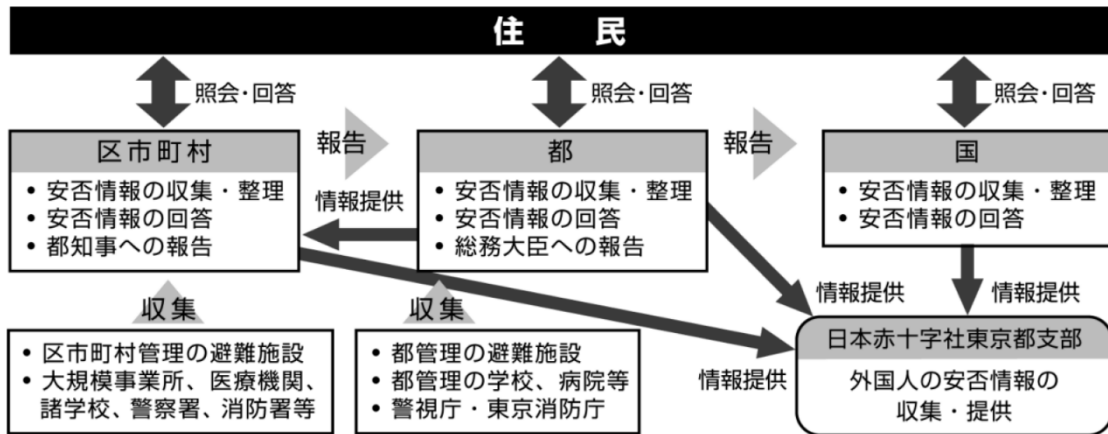 住 民
照会・回答
照会・回答
照会・回答
区市町村
報告
都
報告
国
• 安否情報の収集・整理
• 安否情報の回答
• 都知事への報告
情報提供
• 安否情報の収集・整理
• 安否情報の回答
• 総務大臣への報告
• 安否情報の収集・整理
• 安否情報の回答
情報提供
情報提供
収集
収集
• 区市町村管理の避難施設
• 大規模事業所、医療機関、
諸学校、警察署、消防署等
• 都管理の避難施設
• 都管理の学校、病院等
• 警視庁・東京消防庁
情報提供
日本赤十字社東京都支部
外国人の安否情報の
収集・提供